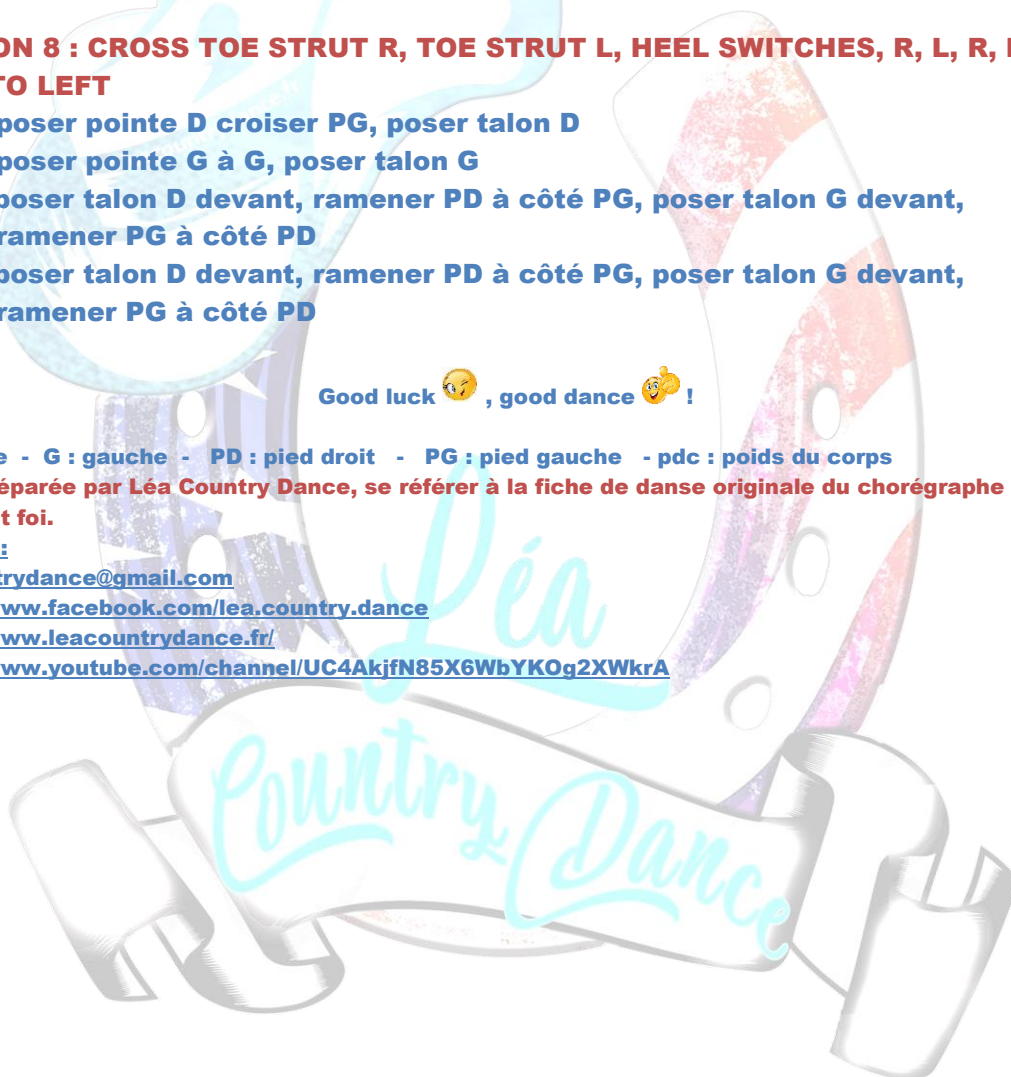 ON 8 : CROSS TOE STRUT R, TOE STRUT L, HEEL SWITCHES, R, L, R,
TO LEFT
poser pointe D croiser PG, poser talon D
poser pointe G à G, poser talon G
poser talon D devant, ramener PD à côté PG, poser talon G devant,
ramener PG à côté PD
poser talon D devant, ramener PD à côté PG, poser talon G devant,
ramener PG à côté PD
Good luck , good dance !
e - G : gauche - PD : pied droit - PG : pied gauche - pdc : poids du corps
éparée par Léa Country Dance, se référer à la fiche de danse originale du chorégraphe
t foi.
:
trydance@gmail.com
www.facebook.com/lea.country.dance
www.leacountrydance.fr/
www.youtube.com/channel/UC4AkjfN85X6WbYKOg2XWkrA
Léa
Country Dance